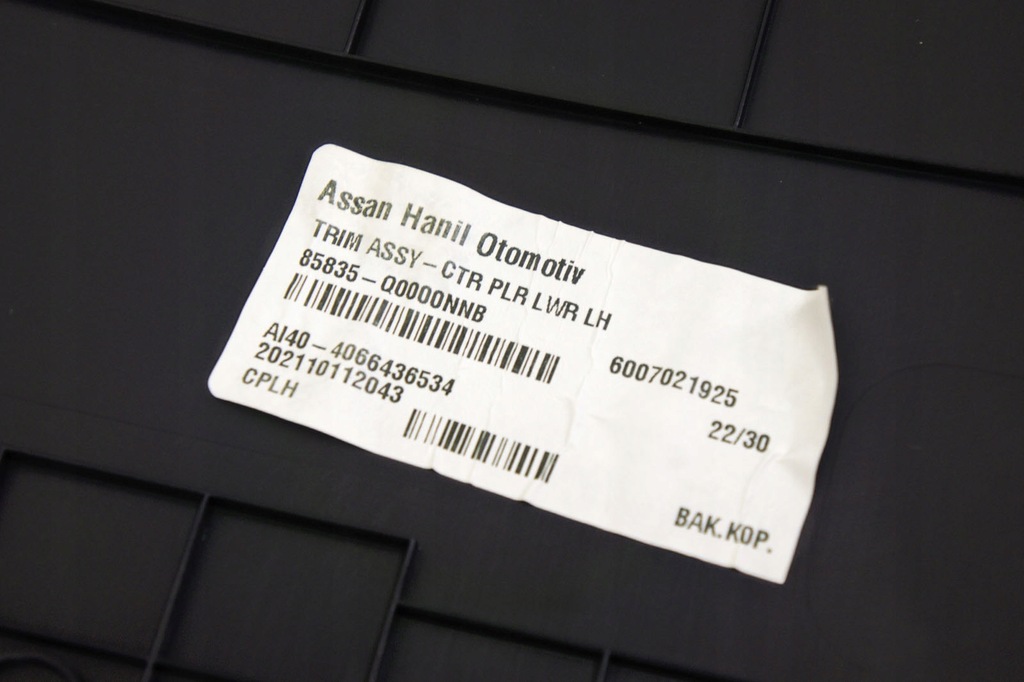 Assan Hanil Otomotiv
TRIM ASSY-CTR PLR LWR LH
85835-Q0000NNB
6007021925
AI40-4066436534
202110112043
22/30
CPLH
BAK.KOP.